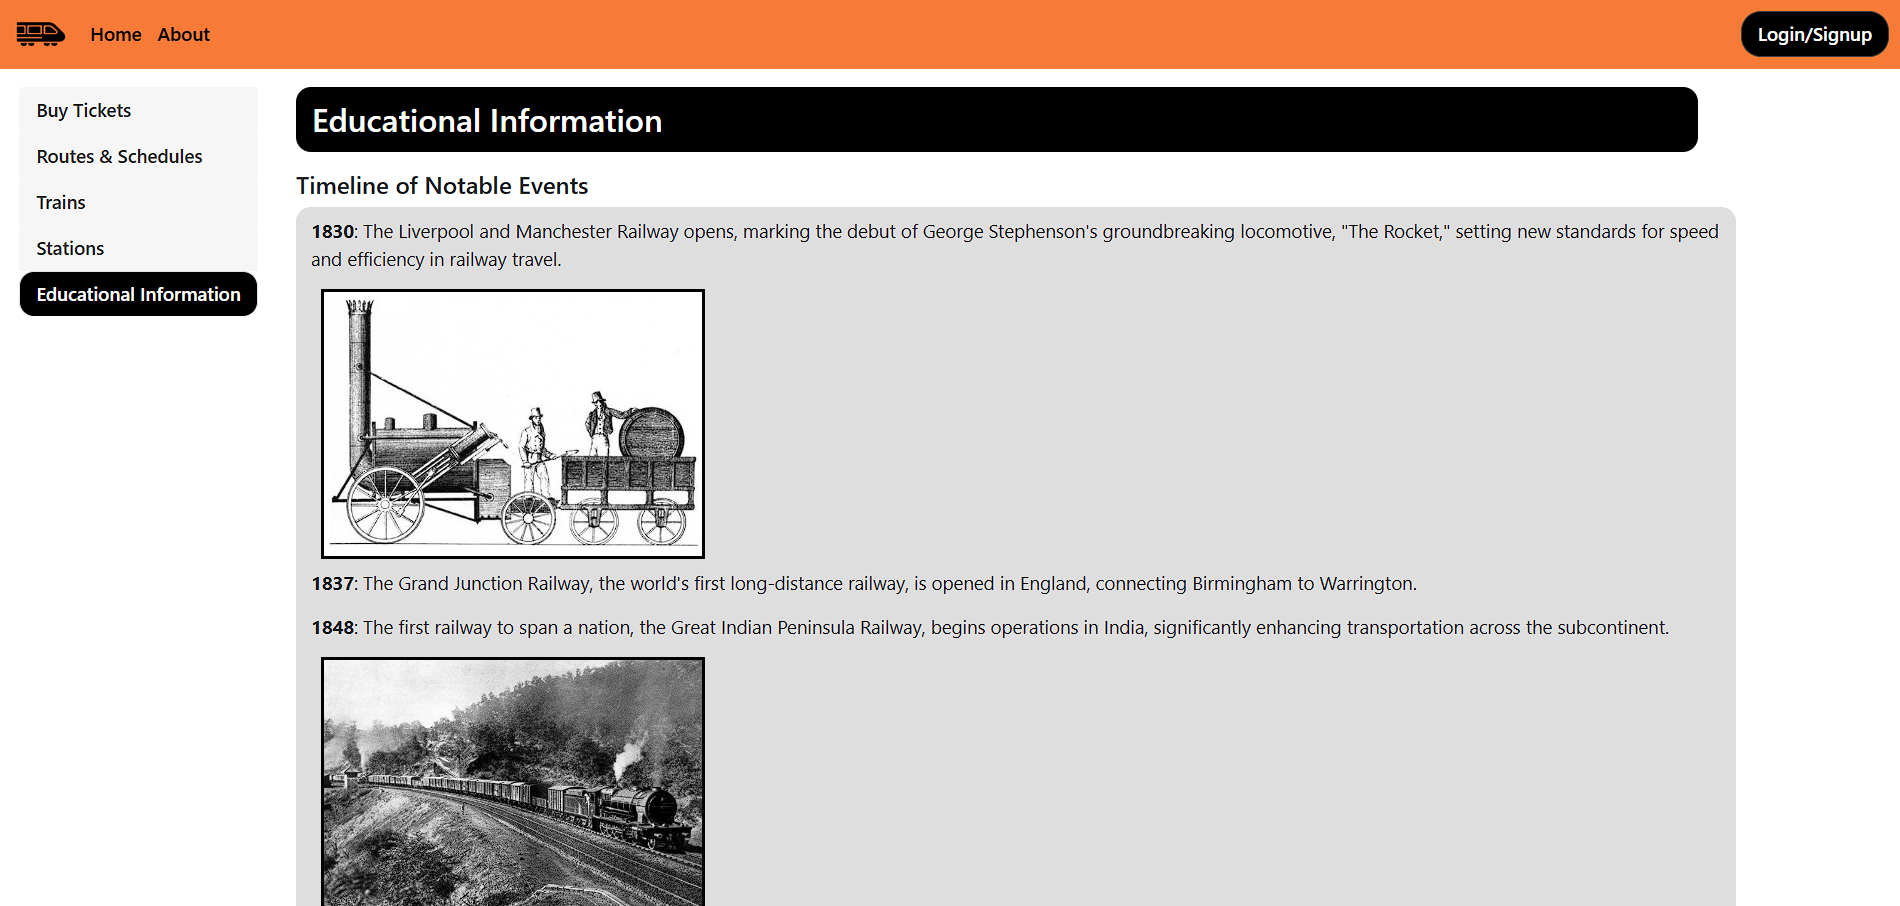 Home About
Login/Signup
Buy Tickets
Routes & Schedules
Trains
Stations
Educational Information
Educational Information
Timeline of Notable Events
1830: The Liverpool and Manchester Railway opens, marking the debut of George Stephenson's groundbreaking locomotive, "The Rocket," setting new standards for speed
and efficiency in railway travel.
1837: The Grand Junction Railway, the world's first long-distance railway, is opened in England, connecting Birmingham to Warrington.
1848: The first railway to span a nation, the Great Indian Peninsula Railway, begins operations in India, significantly enhancing transportation across the subcontinent.